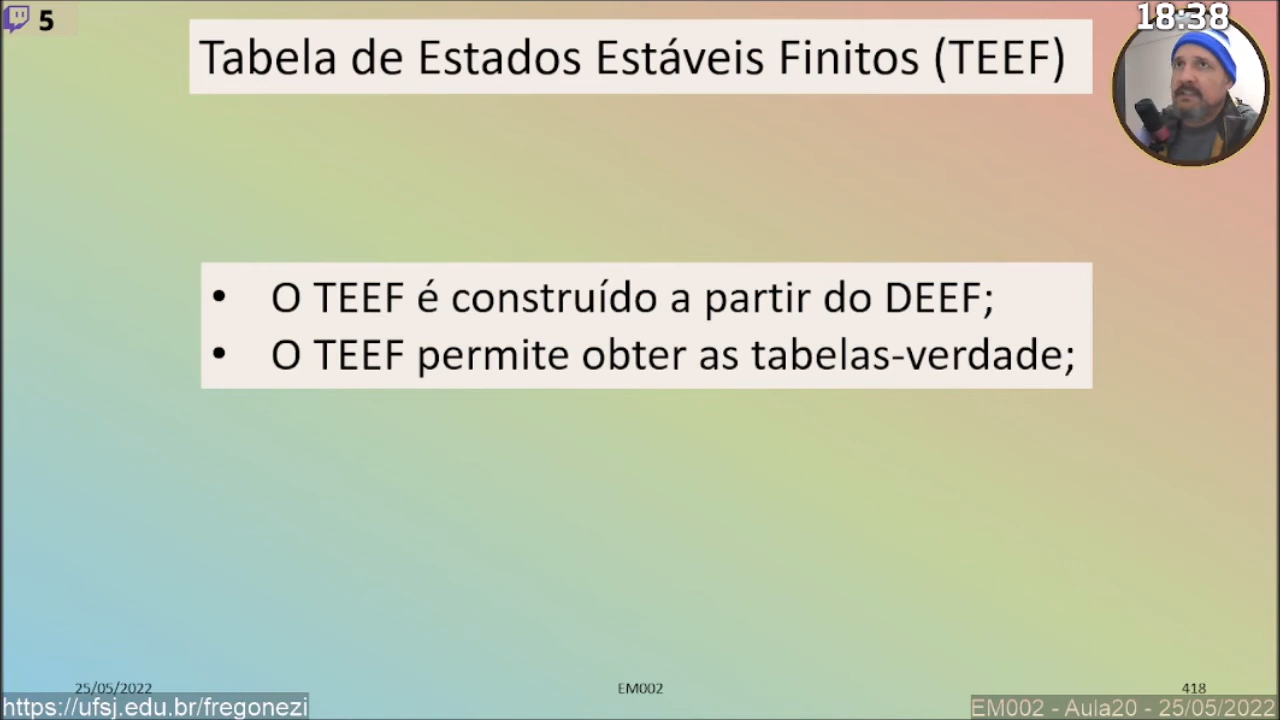 5
18:38
Tabela de Estados Estáveis Finitos (TEEF)
• O TEEF é construído a partir do DEEF;
• O TEEF permite obter as tabelas-verdade;
25/05/2022
EM002
418
https://ufsj.edu.br/fregonezi
EM002 - Aula20 - 25/05/2022